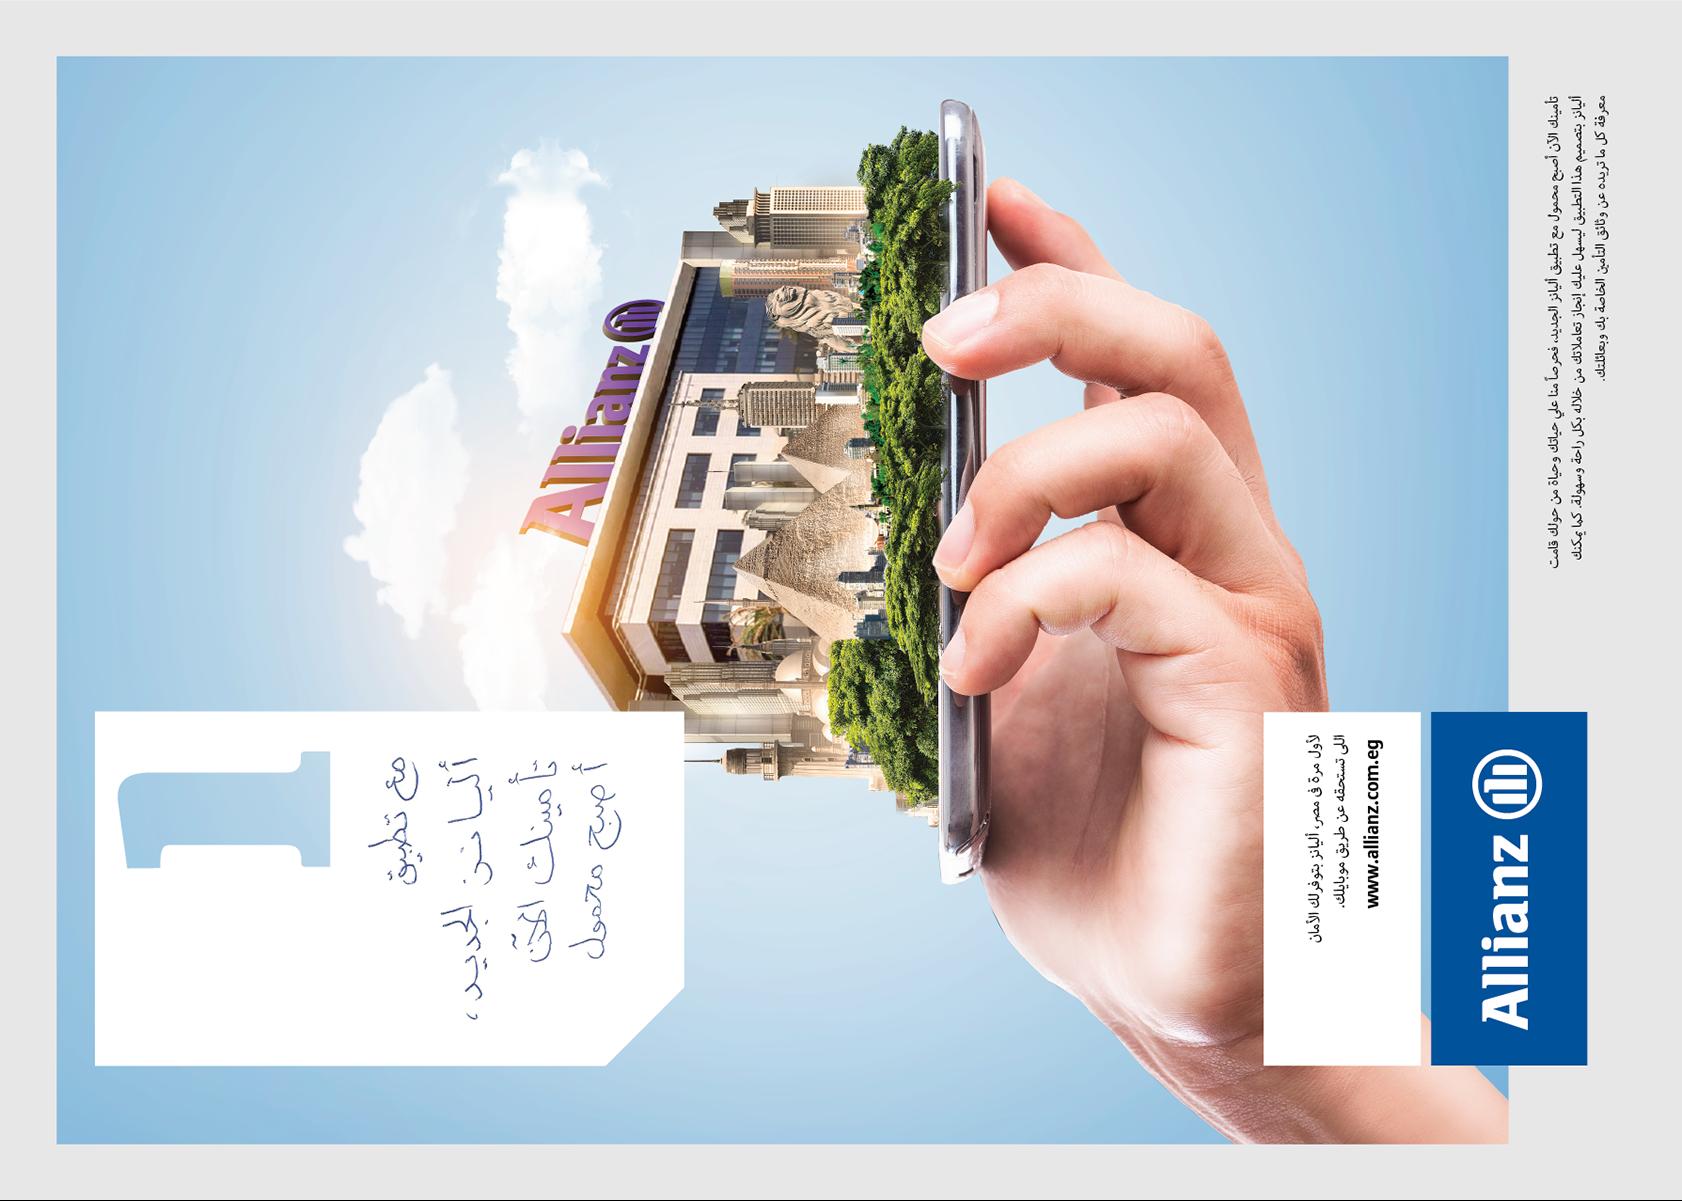 1
مع تطبيق
أليانز الجديد،
تأمينك الآن
أصبح محمول
Allianz
تأمينك الآن أصبح محمول مع تطبيق أليانز الجديد، فحرصاً منا علي حياتك وحياة من حولك قامت
أليانز بتصميم هذا التطبيق ليسهل عليك إنجاز تعاملاتك من خلاله بكل راحة وسهولة. كما يمكنك
معرفة كل ما تريده عن وثائق التأمين الخاصة بك وبعائلتك.
لأول مرة فى مصر، أليانز بتوفرلك الأمان
اللى تستحقه عن طريق موبايلك.
www.allianz.com.eg
Allianz